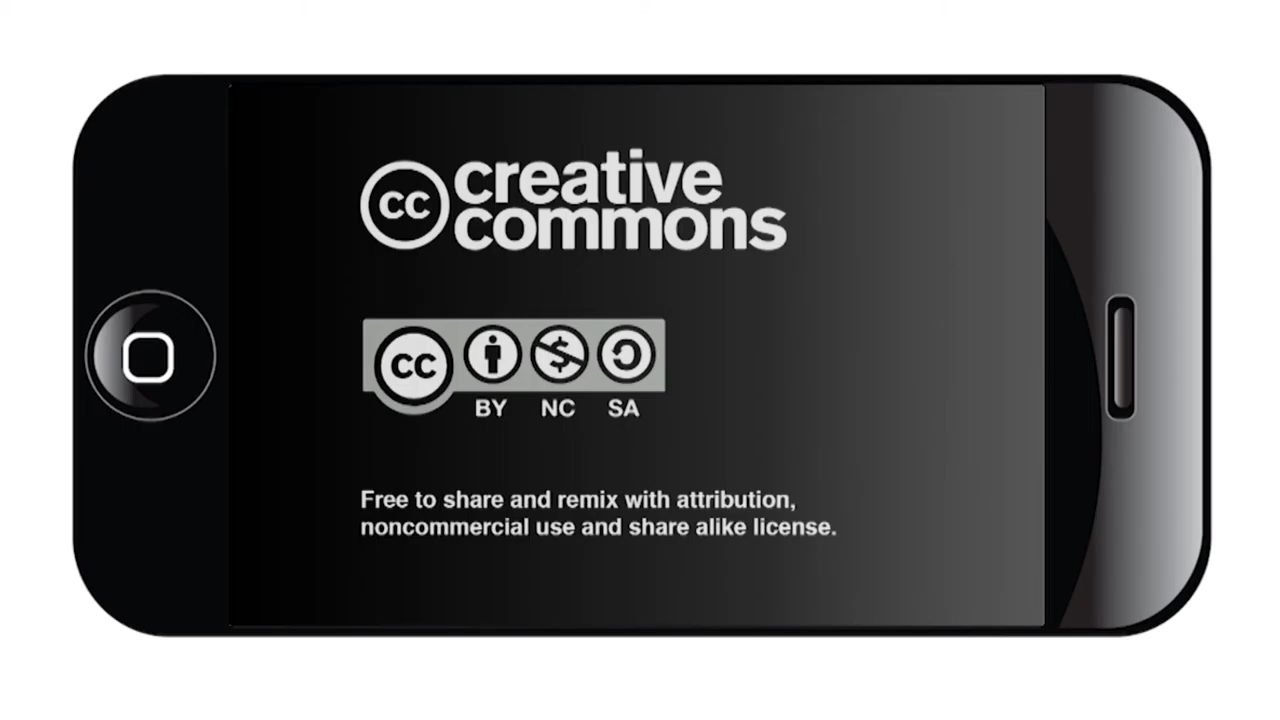 cc creative
commons
cc
BY NC SA
Free to share and remix with attribution,
noncommercial use and share alike license.